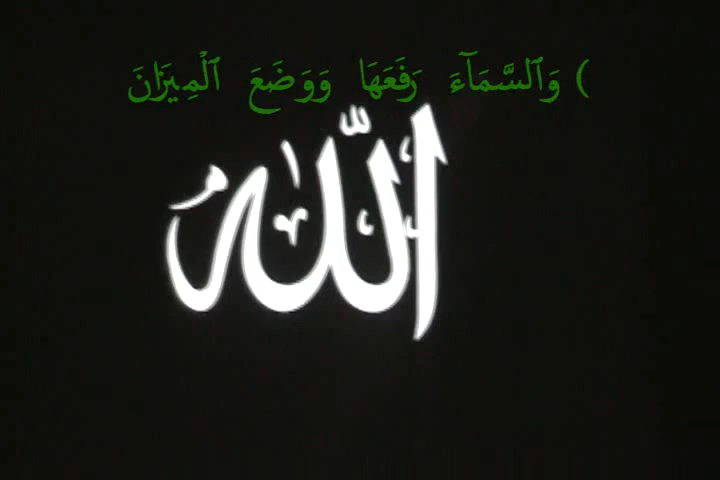 ( وَٱلسَّمَآءَ رَفَعَهَا وَوَضَعَ ٱلْمِيزَانَ
الله